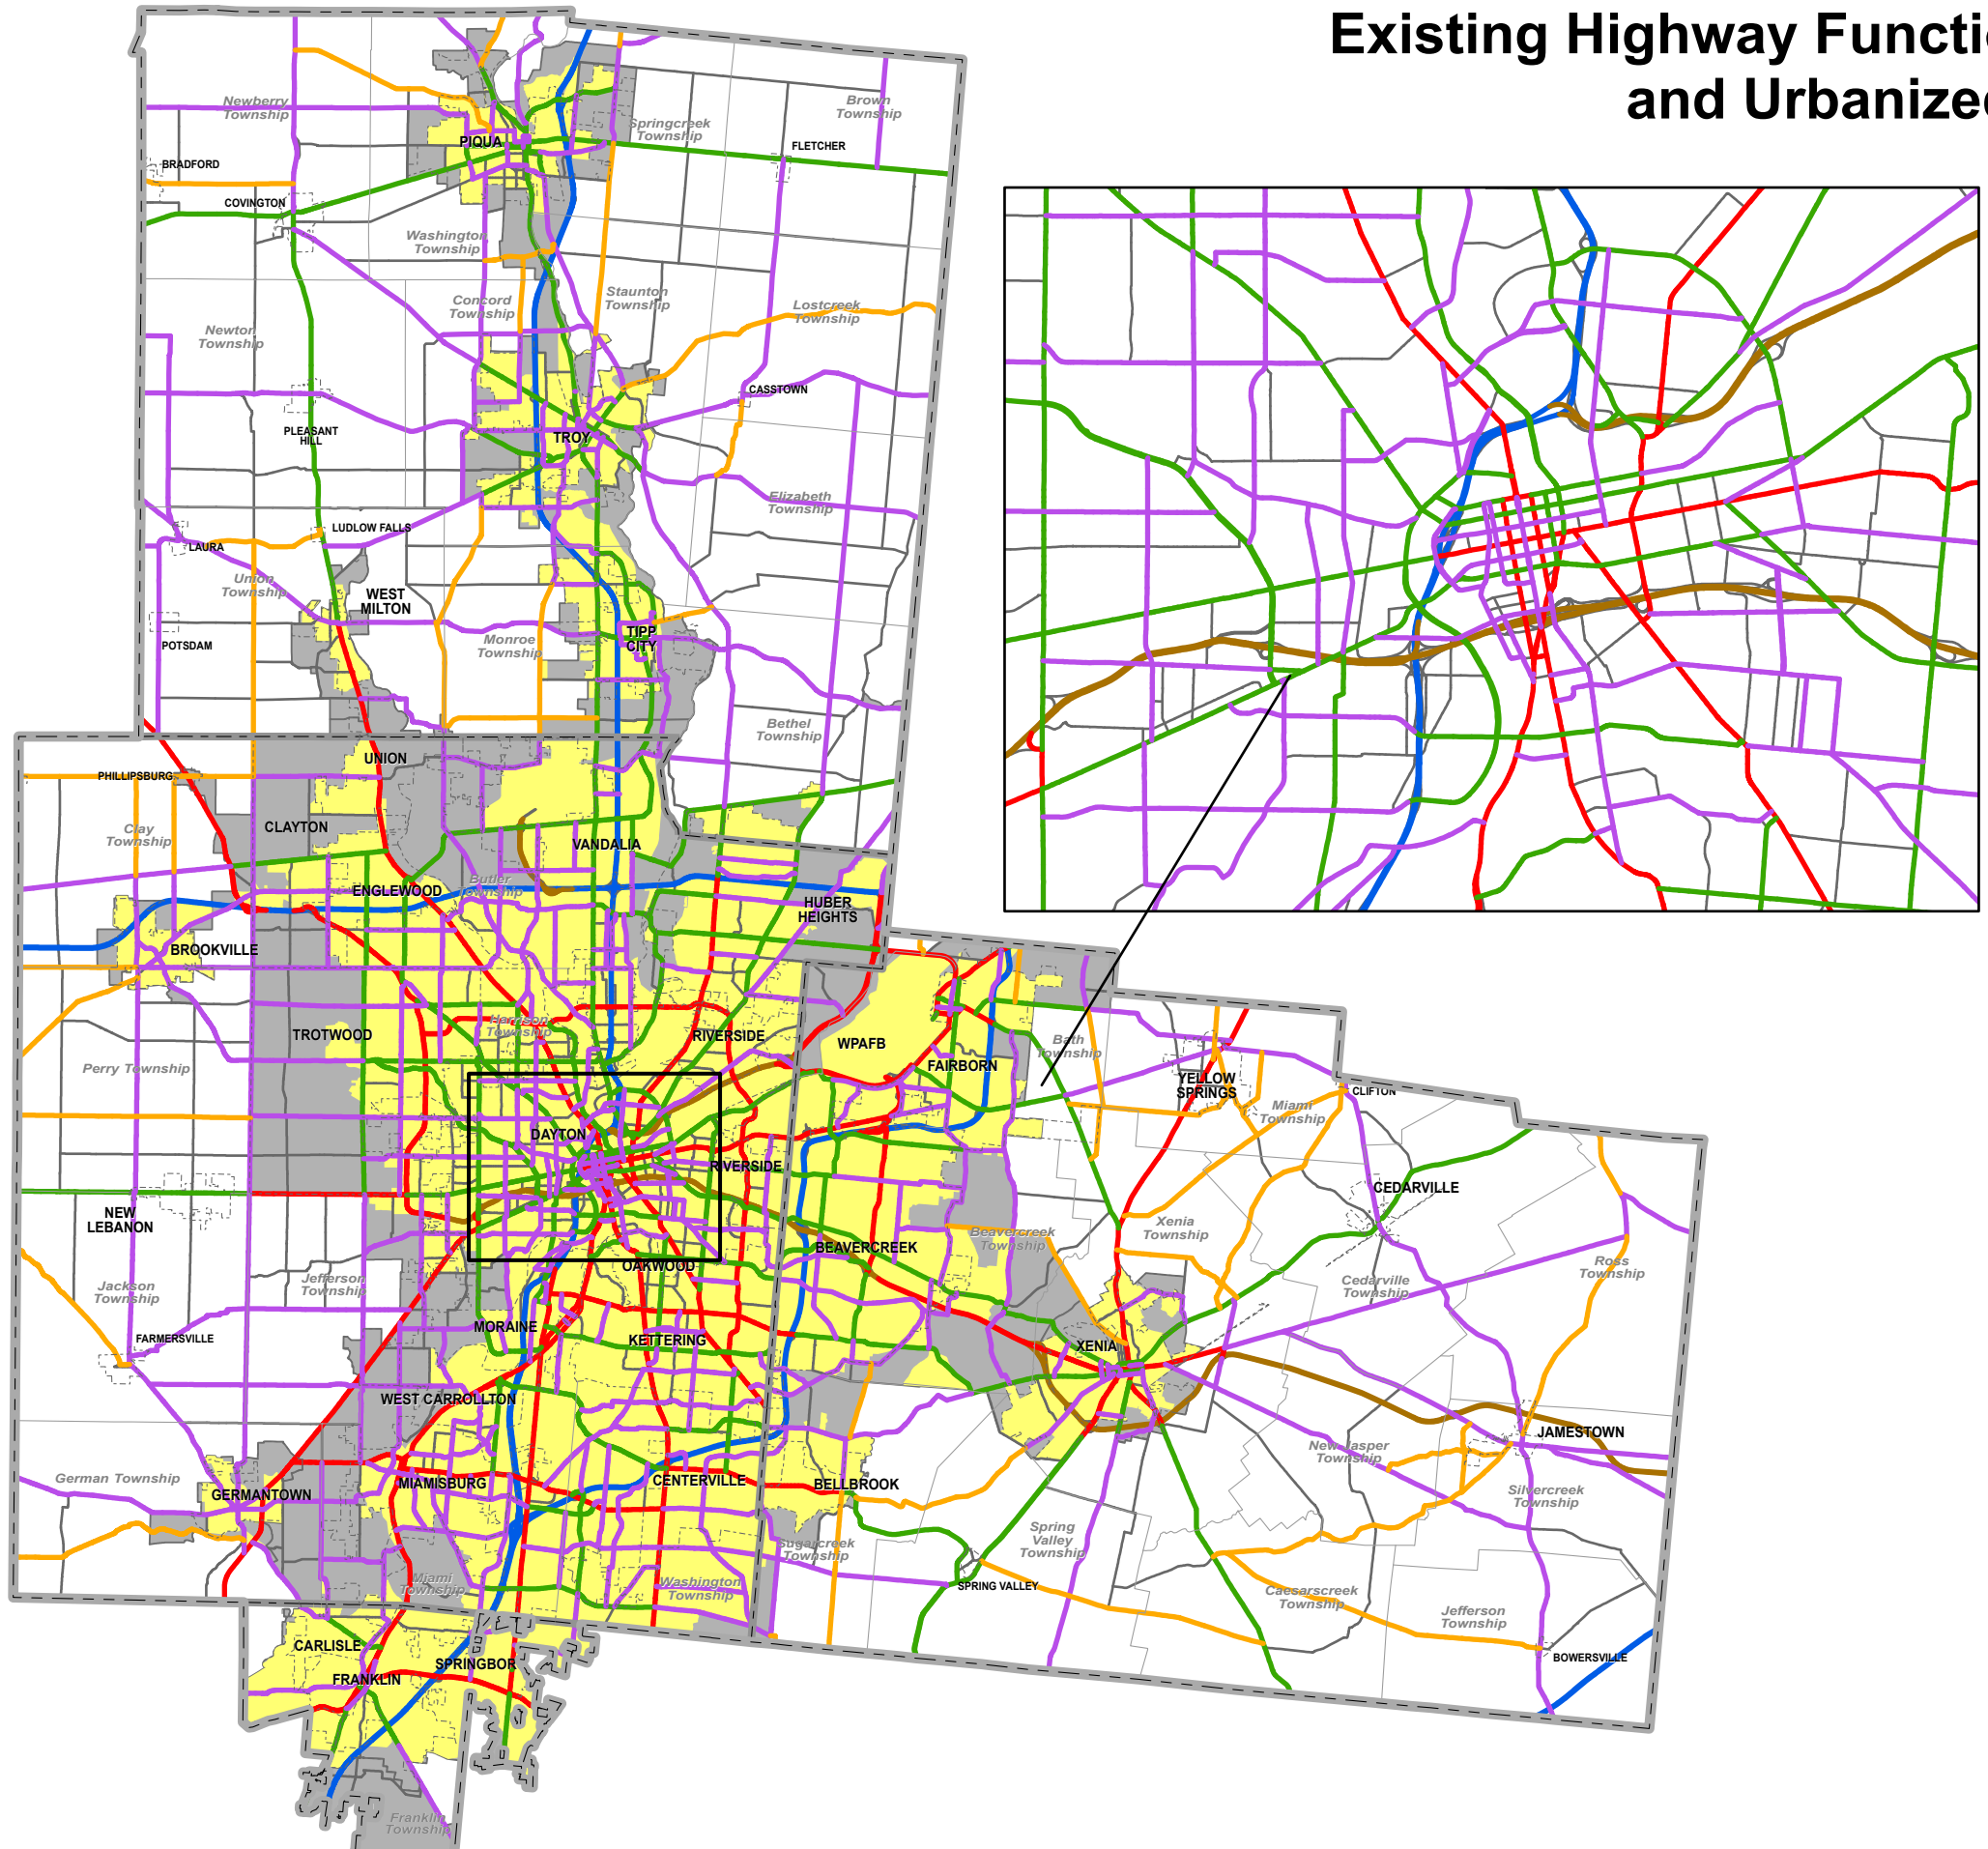 Existing Highway Functi
and Urbanized
Newberry
Township
Brown
Township
Springcreek
Township
PIQUA
FLETCHER
BRADFORD
COVINGTON
Washington
Township
Staunton
Township
Concord
Township
Lostcreek
Township
Newton
Township
CASSTOWN
PLEASANT
HILL
TROY
Elizabeth
Township
LUDLOW FALLS
LAURA
Union
Township
WEST
MILTON
TIPP
CITY
Monroe
Township
POTSDAM
Bethel
Township
UNION
PHILLIPSBURG
Clay
Township
CLAYTON
VANDALIA
Butler
Township
ENGLEWOOD
HUBER
HEIGHTS
BROOKVILLE
Harrison
Township
TROTWOOD
RIVERSIDE
WPAFB
Bath
Township
FAIRBORN
Perry Township
YELLOW
SPRINGS
CLIFTON
Miami
Township
DAYTON
RIVERSIDE
CEDARVILLE
NEW
LEBANON
Xenia
Township
Beavercreek
Township
BEAVERCREEK
OAKWOOD
Ross
Township
Jackson
Township
Jefferson
Township
Cedarville
Township
MORAINE
KETTERING
FARMERSVILLE
XENIA
WEST CARROLLTON
JAMESTOWN
New Jasper
Township
German Township
MIAMISBURG
CENTERVILLE
BELLBROOK
GERMANTOWN
Silvercreek
Township
Spring
Valley
Township
Sugarcreek
Township
Miami
Township
Washington
Township
SPRING VALLEY
Caesarscreek
Township
Jefferson
Township
CARLISLE
SPRINGBOR
BOWERSVILLE
FRANKLIN
Franklin
Township